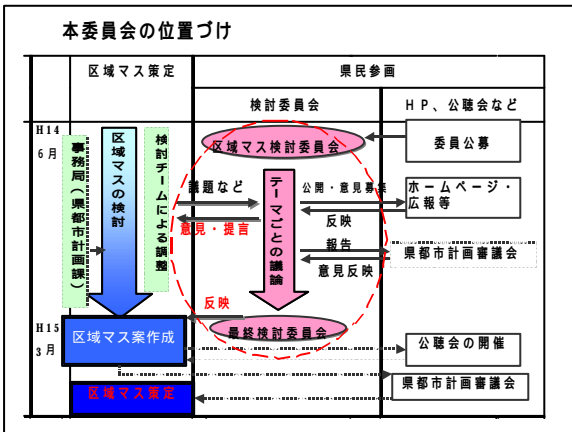 本委員会の位置づけ
区域マス策定
県民参画
検討委員会
HP、公聴会など
H14
6月
事務局(県都市計画課)
区域マスの検討
検討チームによる調整
区域マス検討委員会
委員公募
議題など
意見・提言
テーマごとの議論
公開・意見募集
反映
ホームページ・
広報等
報告
意見反映
県都市計画審議会
反映
H15
3月
区域マス案作成
最終検討委員会
公聴会の開催
県都市計画審議会
区域マス策定